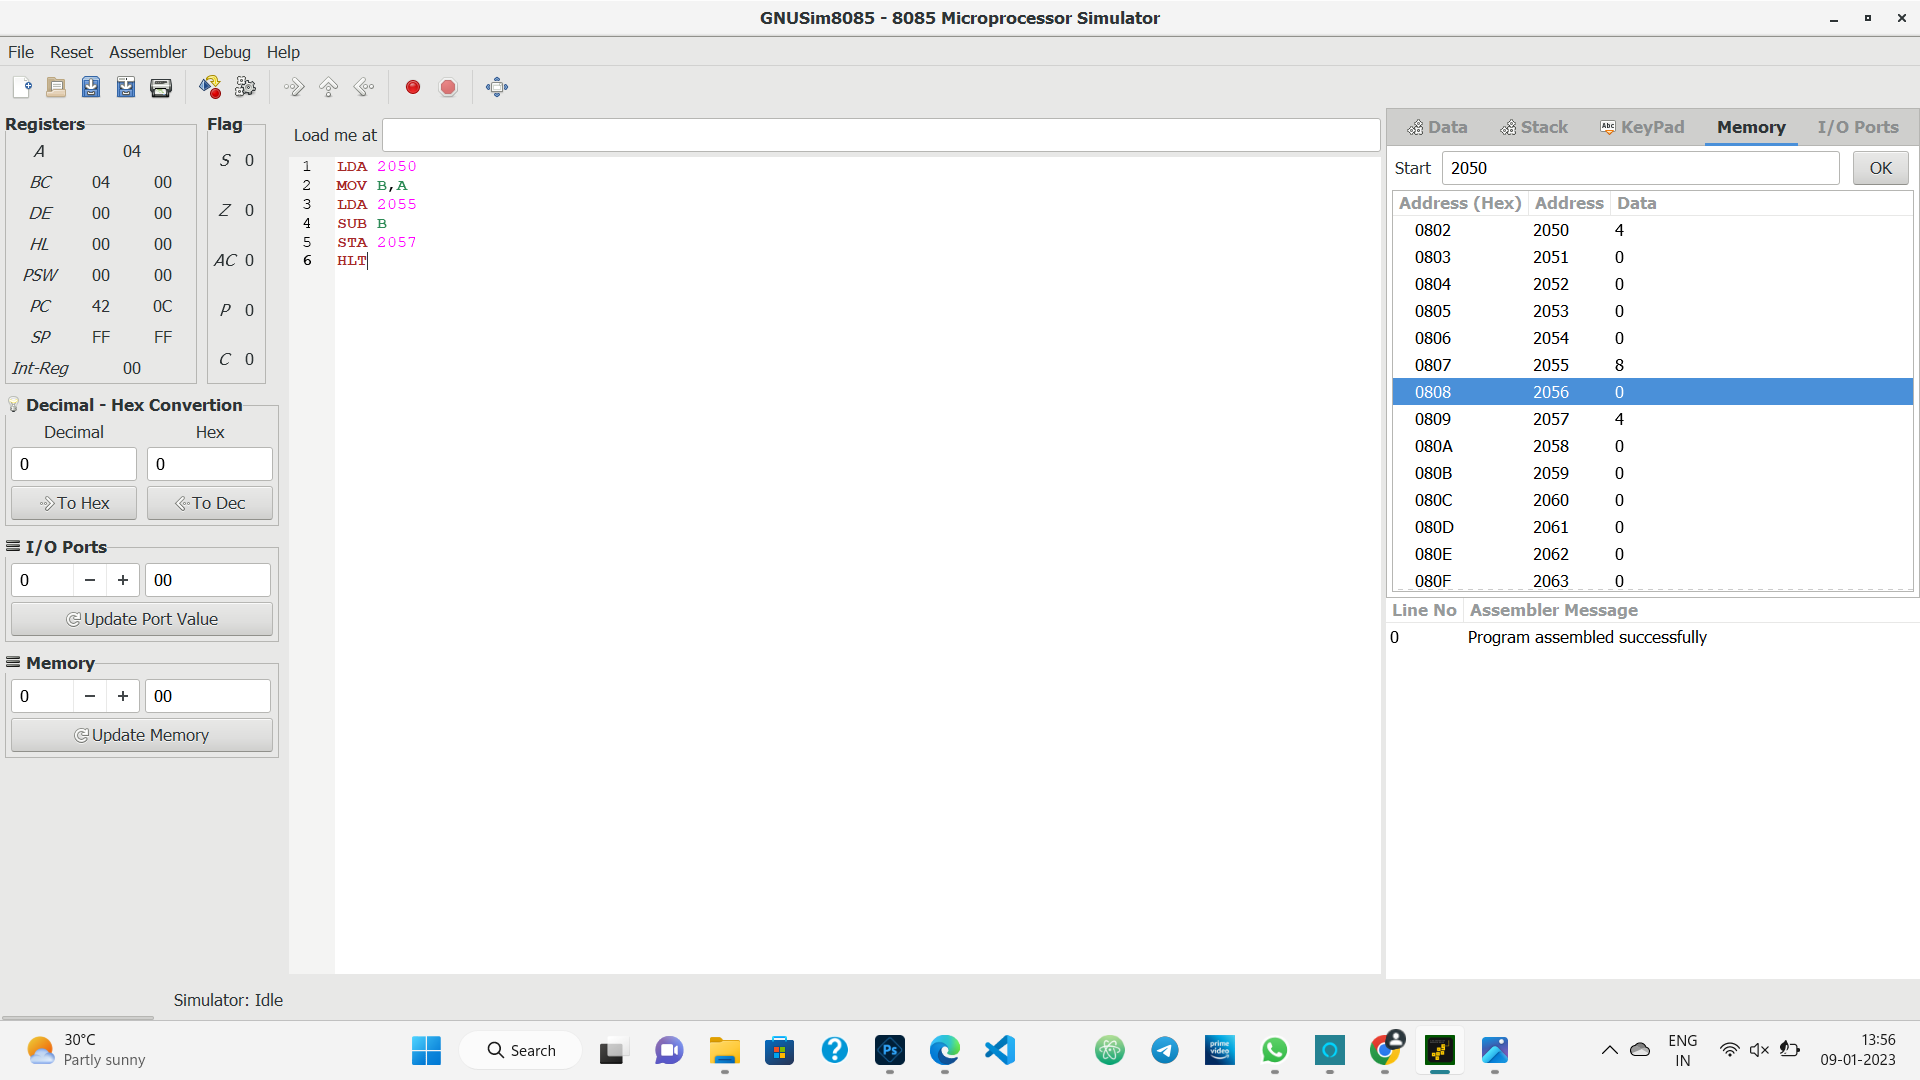 GNUSim8085 - 8085 Microprocessor Simulator
File Reset Assembler Debug Help
Registers
A 04
BC 04 00
DE 00 00
HL 00 00
PSW 00 00
PC 42 0C
SP FF FF
Int-Reg 00
Flag
S 0
Z 0
AC 0
P 0
C 0
Decimal - Hex Convertion
Decimal Hex
0 0
To Hex To Dec
I/O Ports
0 − + 00
Update Port Value
Memory
0 − + 00
Update Memory
Load me at
1 LDA 2050
2 MOV B,A
3 LDA 2055
4 SUB B
5 STA 2057
6 HLT
Data Stack Abc KeyPad Memory I/O Ports
Start 2050 OK
Address (Hex) Address Data
0802 2050 4
0803 2051 0
0804 2052 0
0805 2053 0
0806 2054 0
0807 2055 8
0808 2056 0
0809 2057 4
080A 2058 0
080B 2059 0
080C 2060 0
080D 2061 0
080E 2062 0
080F 2063 0
Line No Assembler Message
0 Program assembled successfully
Simulator: Idle
30°C
Partly sunny
Search
Ps
prime video
ENG
IN
13:56
09-01-2023